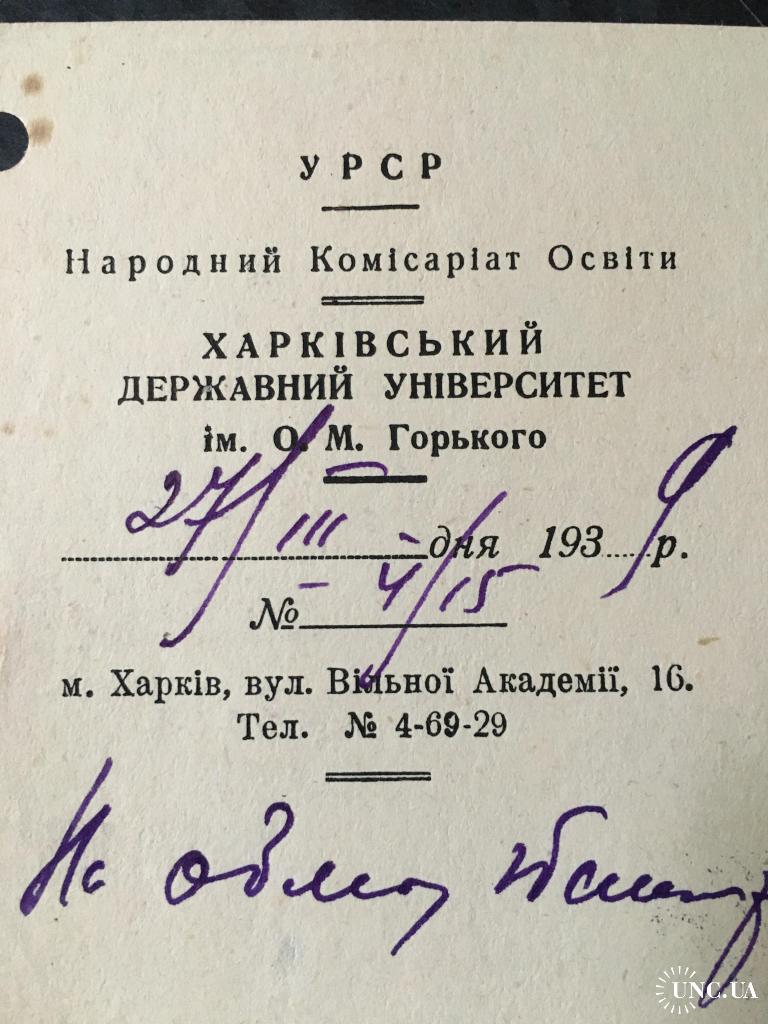 УРСР
Народний Комісаріат Освіти
ХАРКІВСЬКИЙ
ДЕРЖАВНИЙ УНІВЕРСИТЕТ
ім. О. М. Горького
27/III дня 1939 р.
№ 4/15
м. Харків, вул. Вільної Академії, 16.
Тел. № 4-69-29
На
UNC.UA